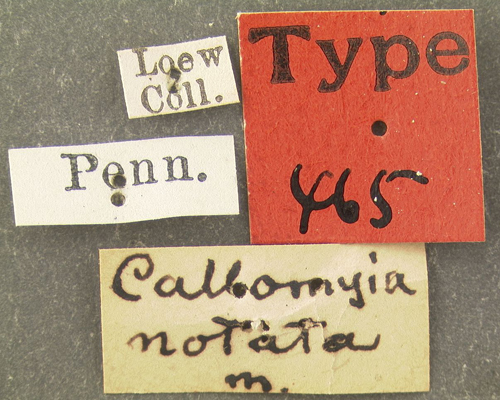 Loew
Coll.
Type
465
Penn.
Callomyia
notata
m.